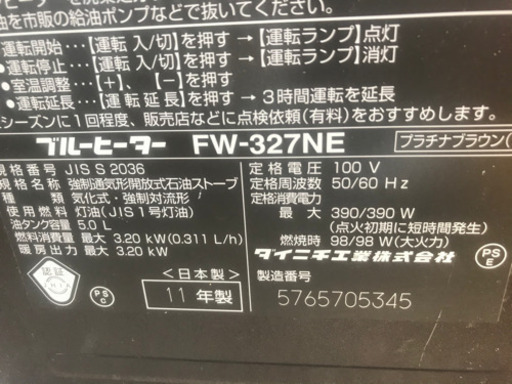 油を市販の給油ポンプなどで抜いてください。
運転開始…【運転 入/切】を押す→【運転ランプ】点灯
●運転停止…【運転 入/切】を押す→【運転ランプ】消灯
●室温調整…【+】、【−】を押す
●運転延長…【運転延長】を押す→3時間運転を延長
シーズンに1回程度、販売店などに点検依頼(有料)をおすすめします。
ブルーヒーター FW-327NE プラチナブラウン(
規格番号 JIS S 2036
規格名称 強制通気形開放式石油ストーブ
種類 気化式・強制対流形
使用燃料 灯油(JIS1号灯油)
油タンク容量 5.0 L
燃料消費量 最大 3.20 kW(0.311 L/h)
暖房出力 最大 3.20 kW
定格電圧 100 V
定格周波数 50/60 Hz
定格消費電力
最大 390/390 W
(点火初期に短時間発生)
燃焼時 98/98 W(大火力)
認証
PSC
<日本製>
11 年製
ダイニチ工業株式会社
PSE
製造番号
5765705345